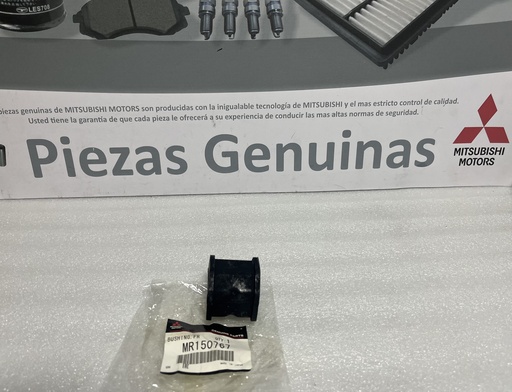 piezas genuinas de MITSUBISHI MOTORS son producidas con la inigualable tecnología de MITSUBISHI y el mas estricto control de calidad.
Usted tiene la garantía de que cada pieza le ofrecerá a su experiencia de conducir las mas altas normas de seguridad.
Piezas Genuinas
MITSUBISHI
MOTORS
BUSHING,FR
MR150767